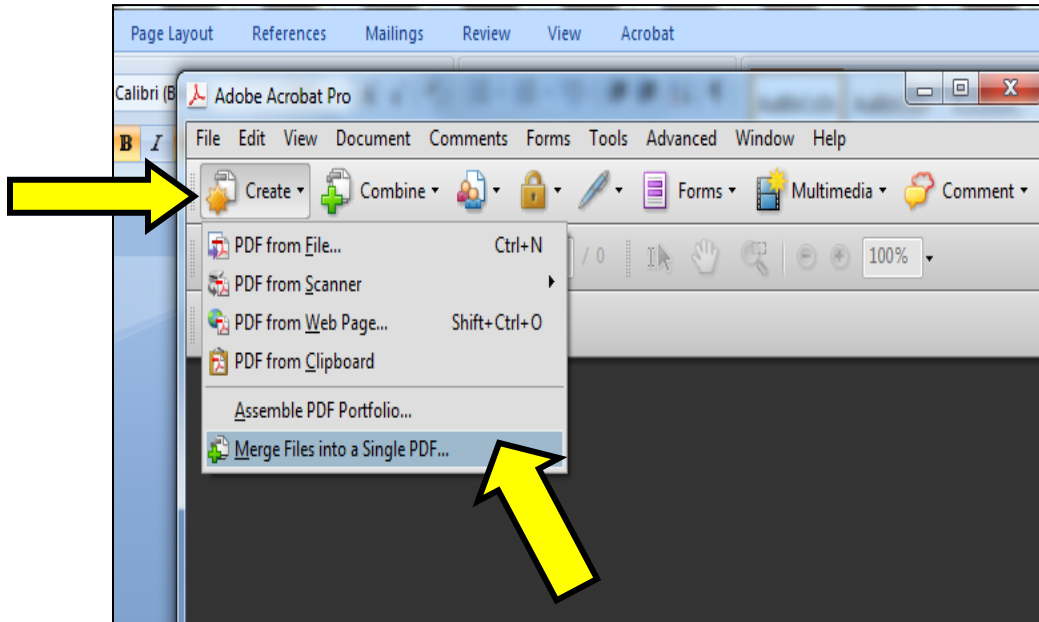 Page Layout References Mailings Review View Acrobat
Calibri (B
Adobe Acrobat Pro
B I
File Edit View Document Comments Forms Tools Advanced Window Help
Create Combine Forms Multimedia Comment
PDF from File... Ctrl+N
/ 0 100%
PDF from Scanner
PDF from Web Page... Shift+Ctrl+O
PDF from Clipboard
Assemble PDF Portfolio...
Merge Files into a Single PDF...